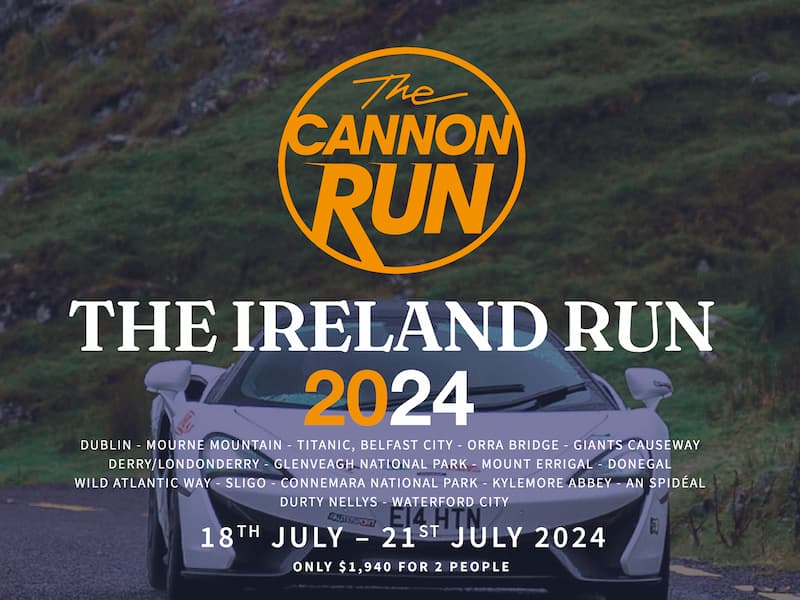 The
CANNON
RUN
THE IRELAND RUN
2024
DUBLIN - MOURNE MOUNTAIN - TITANIC, BELFAST CITY - ORRA BRIDGE - GIANTS CAUSEWAY
DERRY/LONDONDERRY - GLENVEAGH NATIONAL PARK - MOUNT ERRIGAL - DONEGAL
WILD ATLANTIC WAY - SLIGO - CONNEMARA NATIONAL PARK - KYLEMORE ABBEY - AN SPIDÉAL
DURTY NELLYS - WATERFORD CITY
E14 HTN
18TH JULY – 21ST JULY 2024
ONLY $1,940 FOR 2 PEOPLE